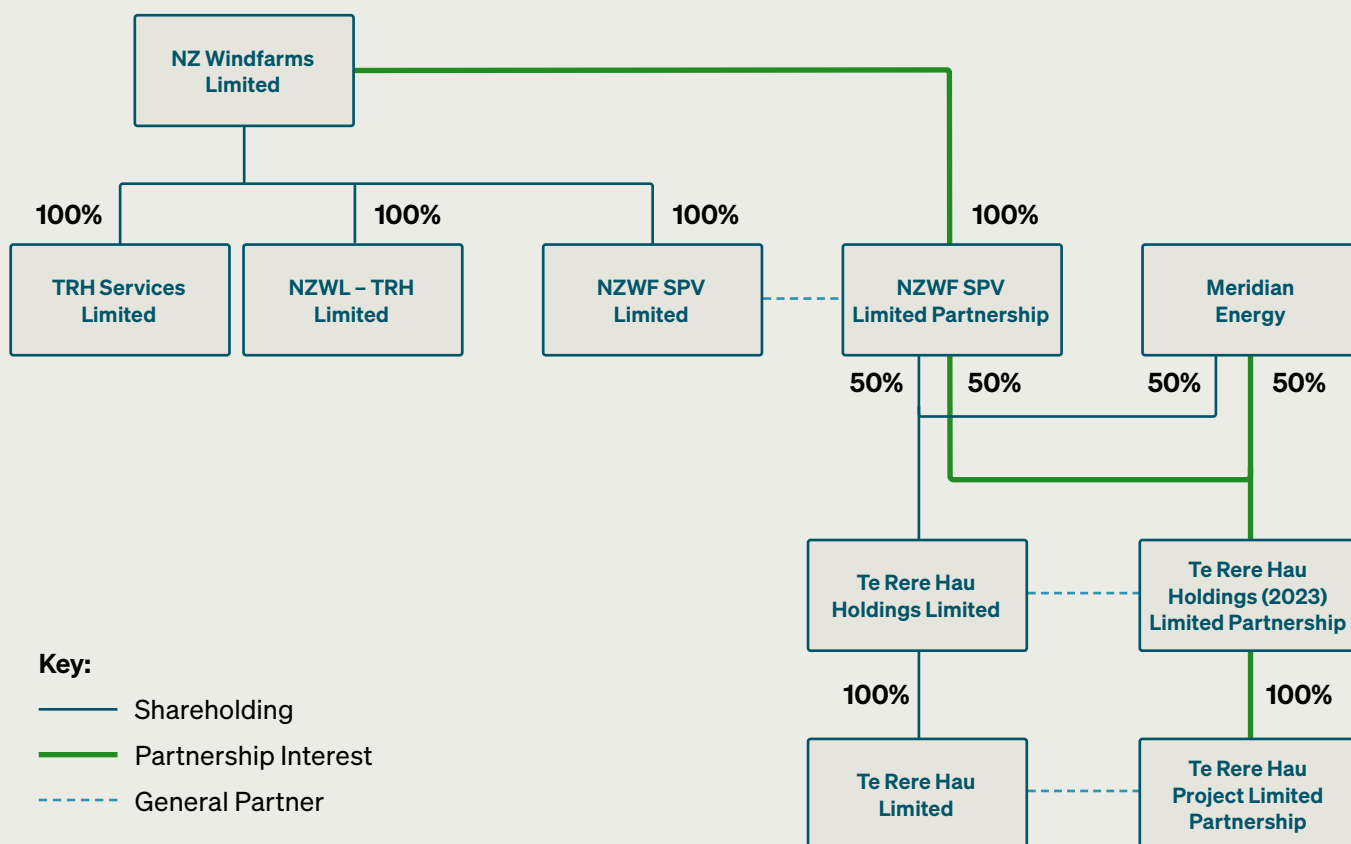 NZ Windfarms
Limited
100%
100%
100%
100%
TRH Services
Limited
NZWL – TRH
Limited
NZWF SPV
Limited
NZWF SPV
Limited Partnership
Meridian
Energy
50%
50%
50%
50%
Te Rere Hau
Holdings Limited
Te Rere Hau
Holdings (2023)
Limited Partnership
100%
100%
Te Rere Hau
Limited
Te Rere Hau
Project Limited
Partnership
Key:
Shareholding
Partnership Interest
General Partner